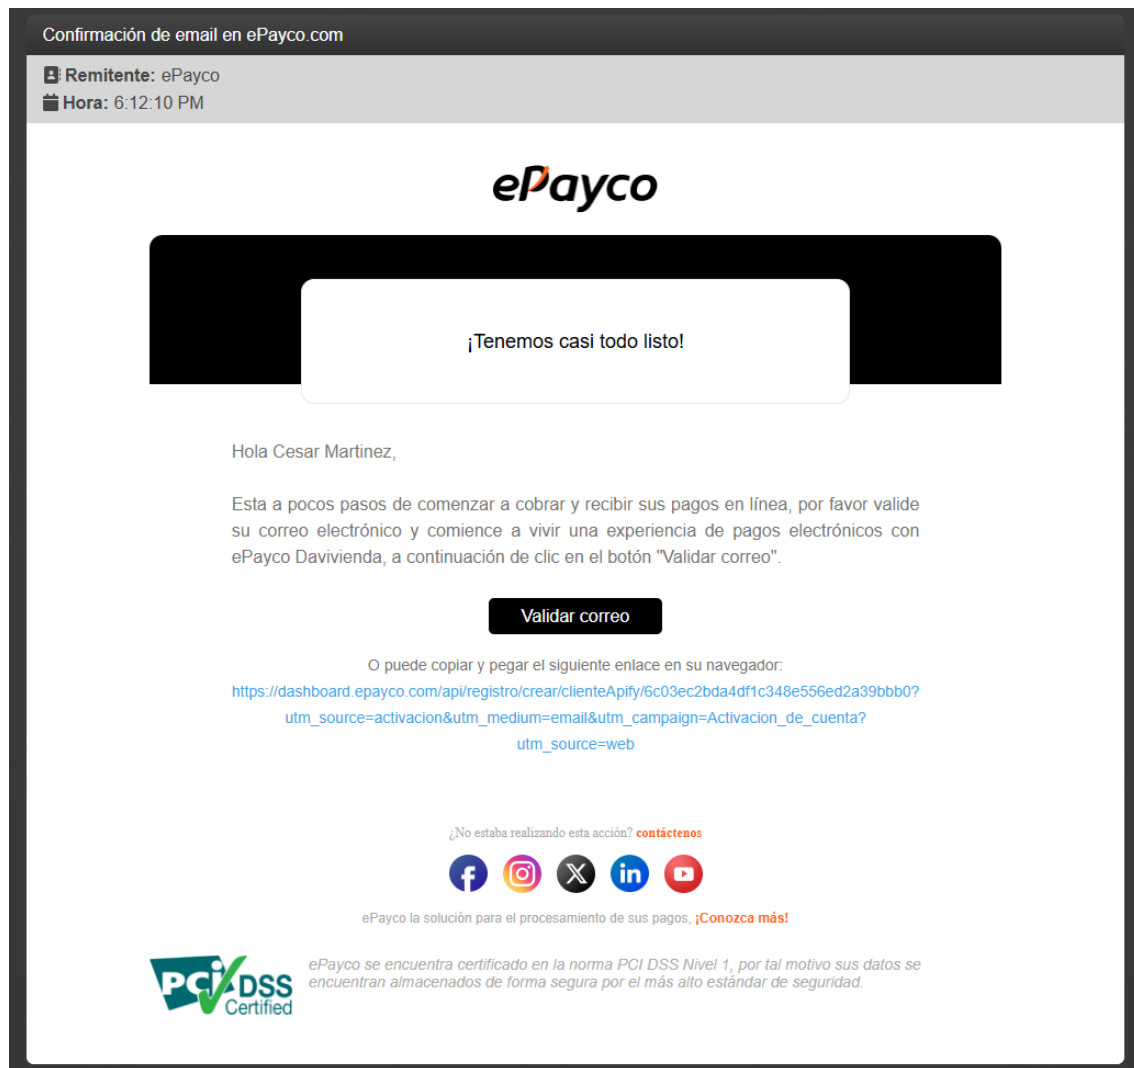 Confirmación de email en ePayco.com
Remitente: ePayco
Hora: 6:12:10 PM
ePayco
¡Tenemos casi todo listo!
Hola Cesar Martinez,
Esta a pocos pasos de comenzar a cobrar y recibir sus pagos en línea, por favor valide
su correo electrónico y comience a vivir una experiencia de pagos electrónicos con
ePayco Davivienda, a continuación de clic en el botón "Validar correo".
Validar correo
O puede copiar y pegar el siguiente enlace en su navegador:
https://dashboard.epayco.com/api/registro/crear/clienteApify/6c03ec2bda4df1c348e556ed2a39bbb0?
utm_source=activacion&utm_medium=email&utm_campaign=Activacion_de_cuenta?
utm_source=web
¿No estaba realizando esta acción? contáctenos
ePayco la solución para el procesamiento de sus pagos, ¡Conozca más!
PCI DSS
Certified
ePayco se encuentra certificado en la norma PCI DSS Nivel 1, por tal motivo sus datos se
encuentran almacenados de forma segura por el más alto estándar de seguridad.